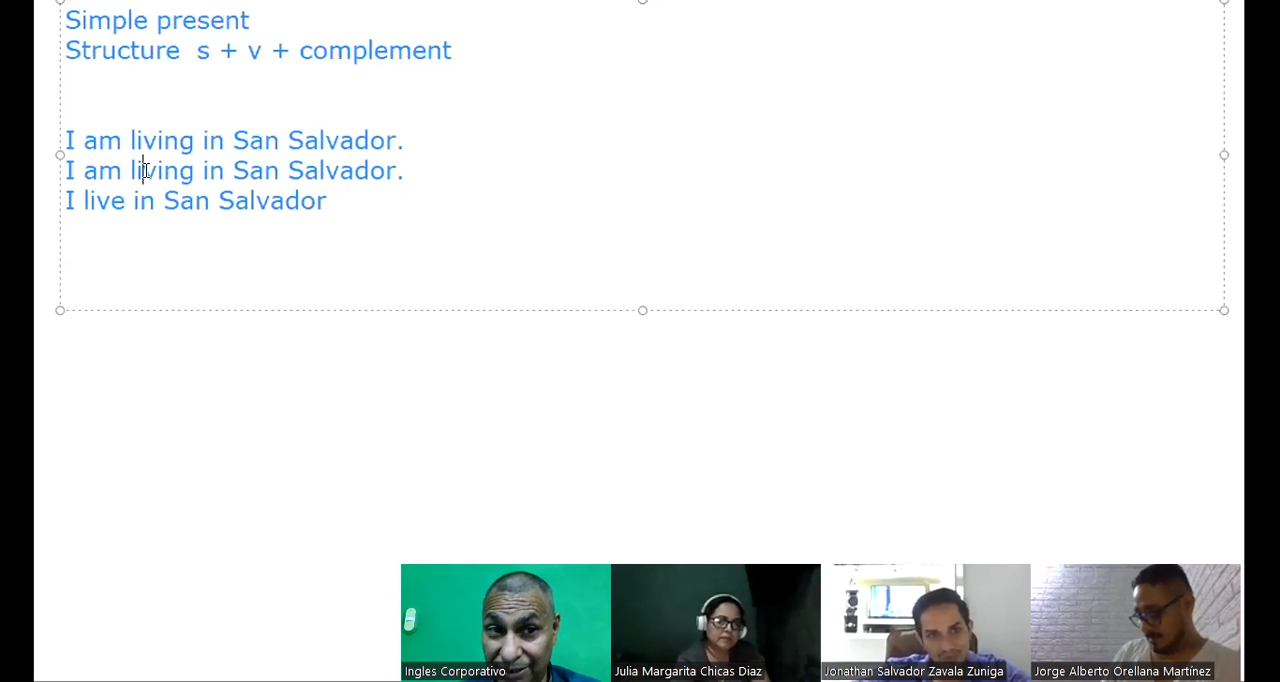 Simple present
Structure  s + v + complement
I am living in San Salvador.
I am living in San Salvador.
I live in San Salvador
Ingles Corporativo
Julia Margarita Chicas Diaz
Jonathan Salvador Zavala Zuniga
Jorge Alberto Orellana Martínez